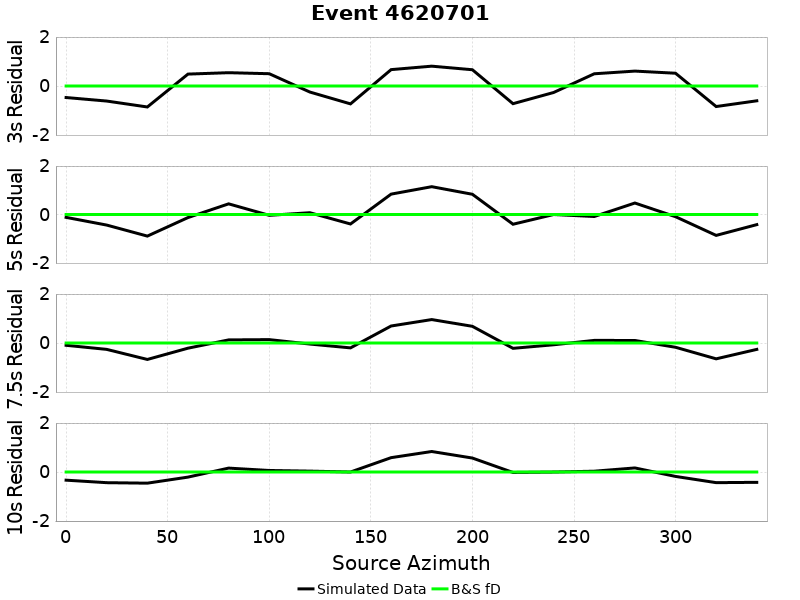 Event 4620701
3s Residual
2
0
-2
5s Residual
2
0
-2
7.5s Residual
2
0
-2
10s Residual
2
0
-2
0 50 100 150 200 250 300
Source Azimuth
Simulated Data B&S fD